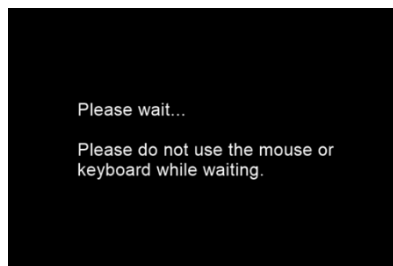 Please wait...
Please do not use the mouse or
keyboard while waiting.